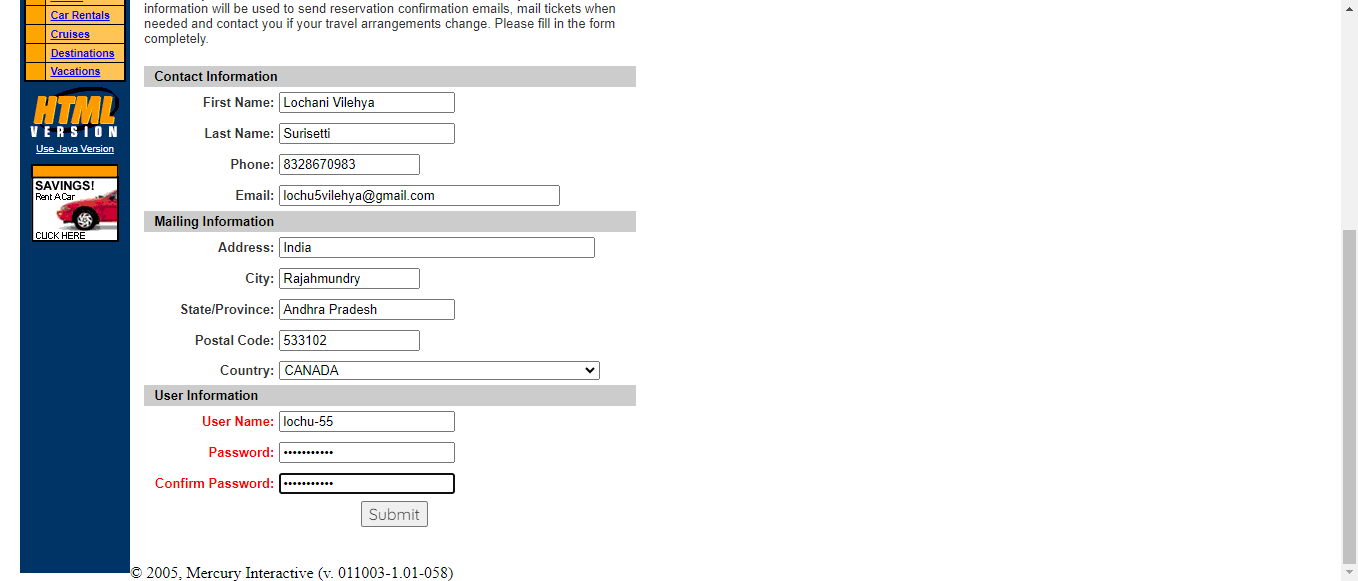 Car Rentals
Cruises
Destinations
Vacations
HTML
VERSION
Use Java Version
SAVINGS!
Rent A Car
CLICK HERE
information will be used to send reservation confirmation emails, mail tickets when
needed and contact you if your travel arrangements change. Please fill in the form
completely.
Contact Information
First Name: Lochani Vilehya
Last Name: Surisetti
Phone: 8328670983
Email: lochu5vilehya@gmail.com
Mailing Information
Address: India
City: Rajahmundry
State/Province: Andhra Pradesh
Postal Code: 533102
Country: CANADA
User Information
User Name: lochu-55
Password: •••••••••••
Confirm Password: •••••••••••
Submit
© 2005, Mercury Interactive (v. 011003-1.01-058)